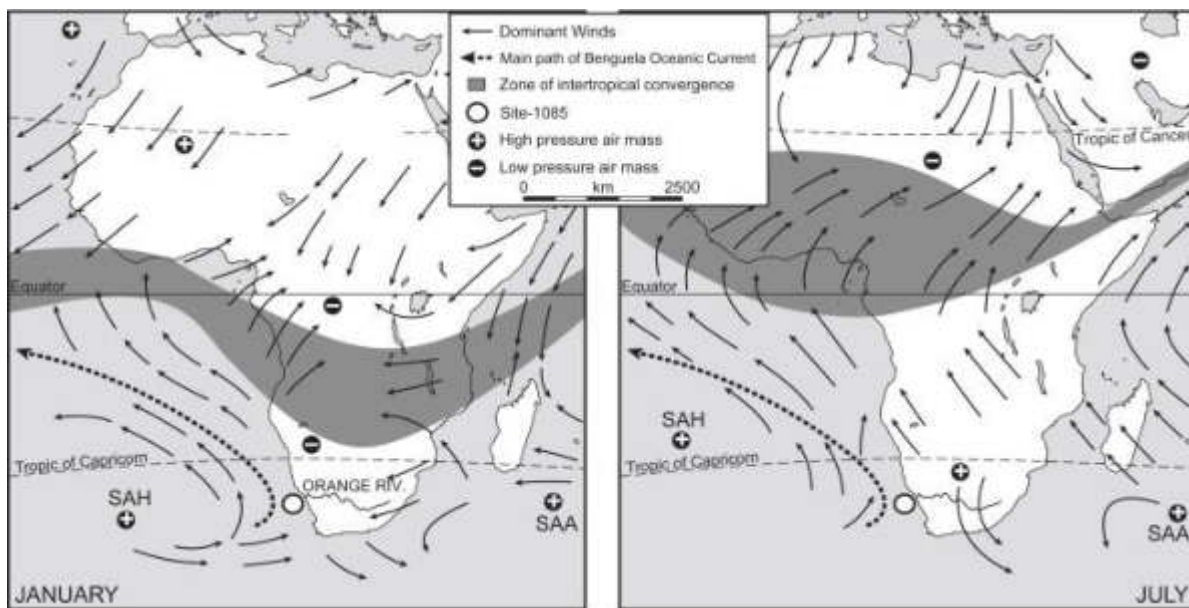 Dominant Winds
Main path of Benguela Oceanic Current
Zone of intertropical convergence
Site-1085
High pressure air mass
Low pressure air mass
0 km 2500
Equator
Tropic of Capricorn
SAH
ORANGE RIV.
SAA
JANUARY
Tropic of Cancer
Equator
SAH
Tropic of Capricorn
SAA
JULY